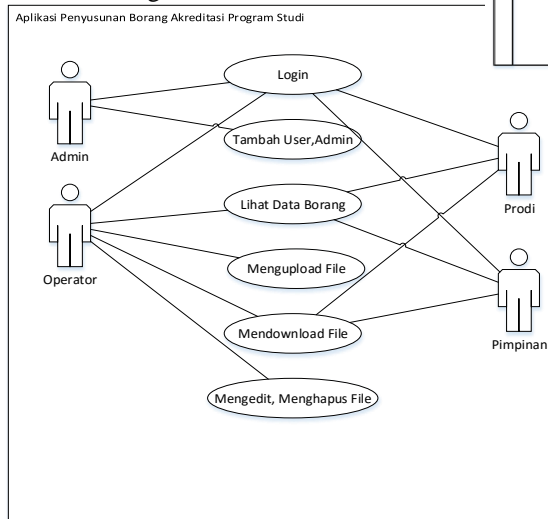 Aplikasi Penyusunan Borang Akreditasi Program Studi
Login
Admin
Tambah User,Admin
Prodi
Lihat Data Borang
Operator
Mengupload File
Mendownload File
Pimpinan
Mengedit, Menghapus File